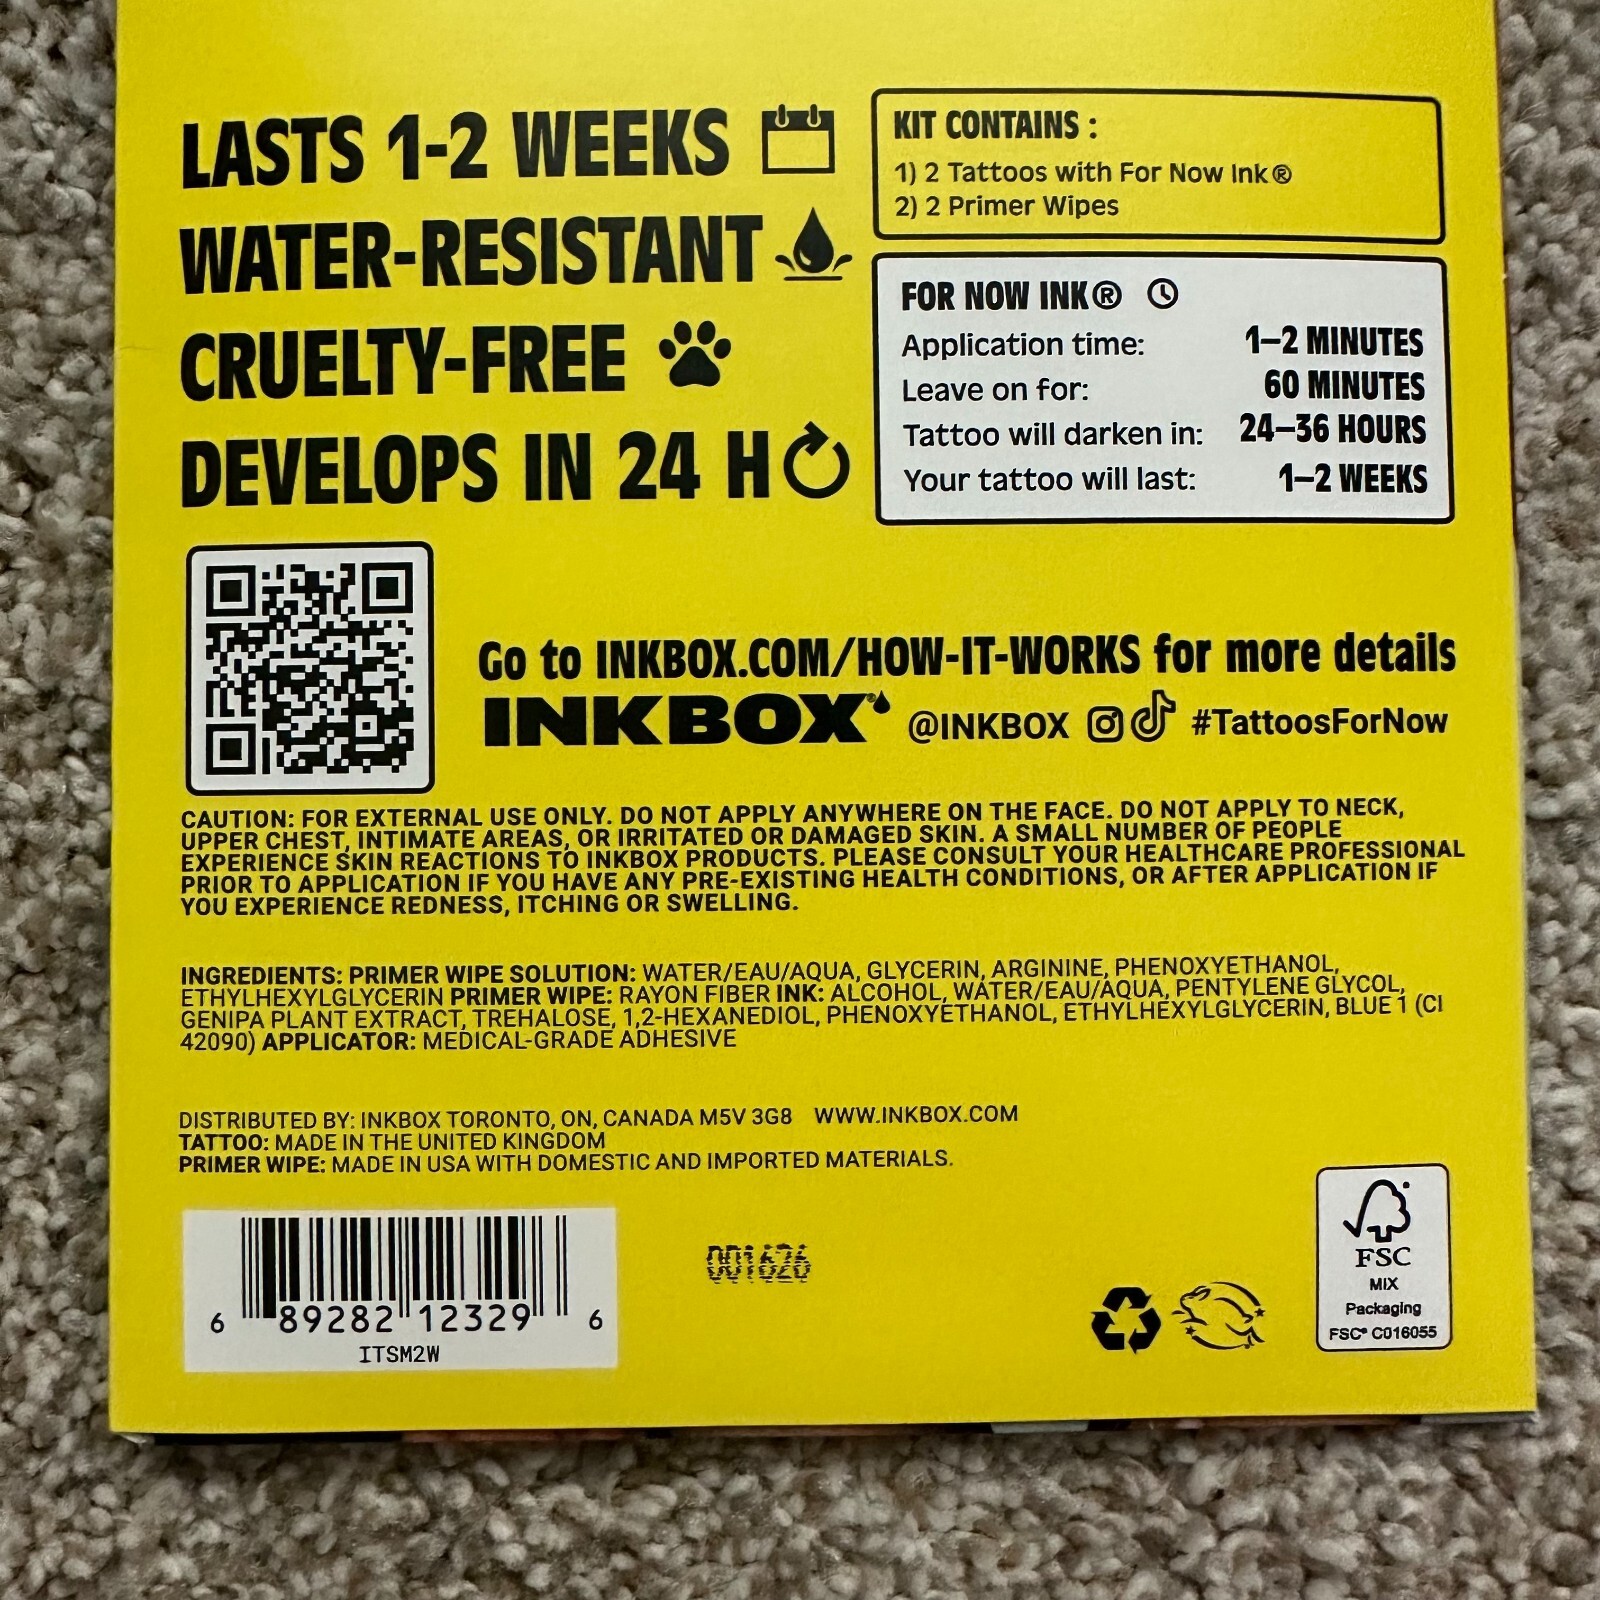 LASTS 1-2 WEEKS
WATER-RESISTANT
CRUELTY-FREE
DEVELOPS IN 24 H
KIT CONTAINS :
1) 2 Tattoos with For Now Ink®
2) 2 Primer Wipes
FOR NOW INK®
Application time: 1–2 MINUTES
Leave on for: 60 MINUTES
Tattoo will darken in: 24–36 HOURS
Your tattoo will last: 1–2 WEEKS
Go to INKBOX.COM/HOW-IT-WORKS for more details
INKBOX® @INKBOX #TattoosForNow
CAUTION: FOR EXTERNAL USE ONLY. DO NOT APPLY ANYWHERE ON THE FACE. DO NOT APPLY TO NECK,
UPPER CHEST, INTIMATE AREAS, OR IRRITATED OR DAMAGED SKIN. A SMALL NUMBER OF PEOPLE
EXPERIENCE SKIN REACTIONS TO INKBOX PRODUCTS. PLEASE CONSULT YOUR HEALTHCARE PROFESSIONAL
PRIOR TO APPLICATION IF YOU HAVE ANY PRE-EXISTING HEALTH CONDITIONS, OR AFTER APPLICATION IF
YOU EXPERIENCE REDNESS, ITCHING OR SWELLING.
INGREDIENTS: PRIMER WIPE SOLUTION: WATER/EAU/AQUA, GLYCERIN, ARGININE, PHENOXYETHANOL,
ETHYLHEXYLGLYCERIN PRIMER WIPE: RAYON FIBER INK: ALCOHOL, WATER/EAU/AQUA, PENTYLENE GLYCOL,
GENIPA PLANT EXTRACT, TREHALOSE, 1,2-HEXANEDIOL, PHENOXYETHANOL, ETHYLHEXYLGLYCERIN, BLUE 1 (CI
42090) APPLICATOR: MEDICAL-GRADE ADHESIVE
DISTRIBUTED BY: INKBOX TORONTO, ON, CANADA M5V 3G8 WWW.INKBOX.COM
TATTOO: MADE IN THE UNITED KINGDOM
PRIMER WIPE: MADE IN USA WITH DOMESTIC AND IMPORTED MATERIALS.
6 89282 12329 6
ITSM2W
001626
FSC
MIX
Packaging
FSC® C016055